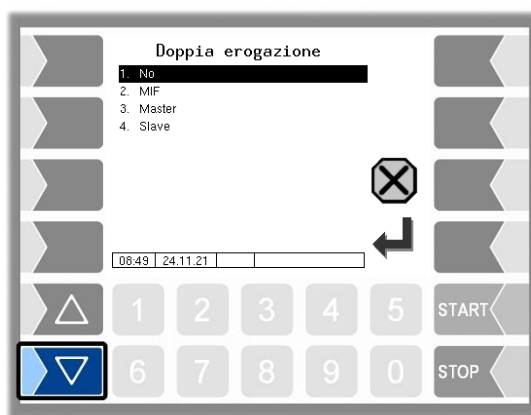 Doppia erogazione
1. No
2. MIF
3. Master
4. Slave
08:49 24.11.21
1 2 3 4 5 START
6 7 8 9 0 STOP